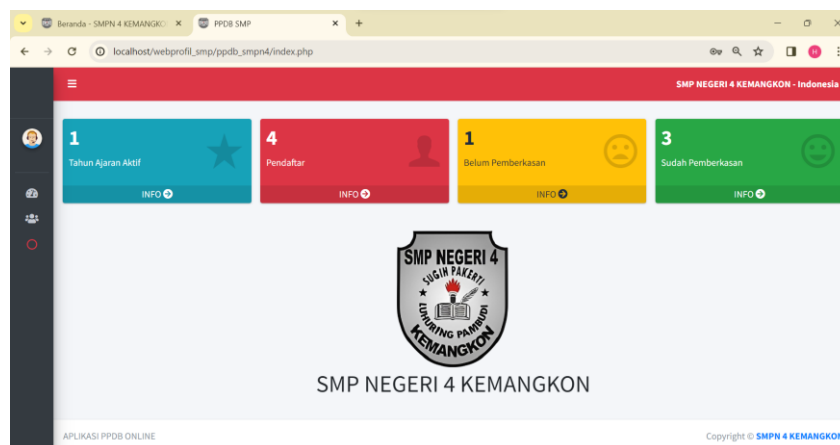 Beranda - SMPN 4 KEMANGKO
PPDB SMP
localhost/webprofil_smp/ppdb_smpn4/index.php
H
SMP NEGERI 4 KEMANGKON - Indonesia
1
Tahun Ajaran Aktif
INFO
4
Pendaftar
INFO
1
Belum Pemberkasan
INFO
3
Sudah Pemberkasan
INFO
SMP NEGERI 4
SUGIH PAKERTI
LUHURING PAMBUDI
KEMANGKON
SMP NEGERI 4 KEMANGKON
APLIKASI PPDB ONLINE
Copyright © SMPN 4 KEMANGKON